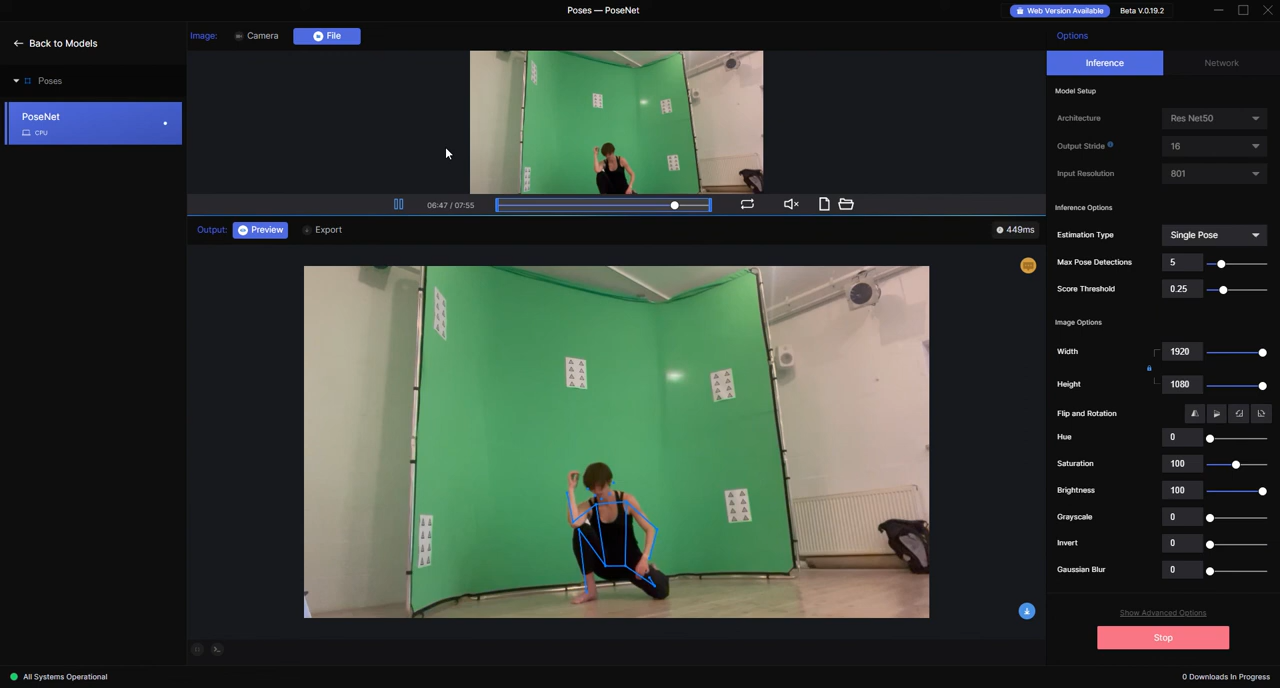 Poses — PoseNet
Web Version Available
Beta V.0.19.2
Back to Models
Image:
Camera
File
Options
Inference
Network
Poses
PoseNet
CPU
Model Setup
Architecture
Res Net50
Output Stride
16
Input Resolution
801
06:47 / 07:55
Inference Options
Output:
Preview
Export
449ms
Estimation Type
Single Pose
Max Pose Detections
5
Score Threshold
0.25
Image Options
Width
1920
Height
1080
Flip and Rotation
Hue
0
Saturation
100
Brightness
100
Grayscale
0
Invert
0
Gaussian Blur
0
Show Advanced Options
Stop
All Systems Operational
0 Downloads In Progress